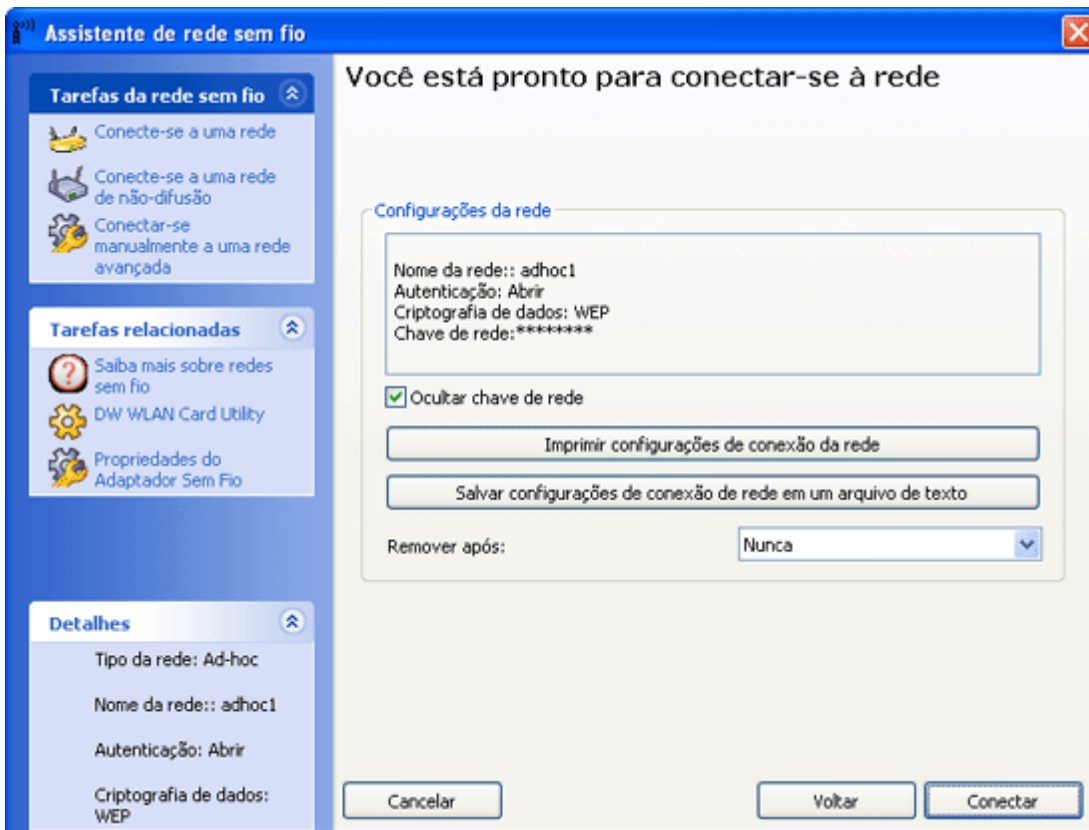 Assistente de rede sem fio
Tarefas da rede sem fio
Conecte-se a uma rede
Conecte-se a uma rede
de não-difusão
Conectar-se
manualmente a uma rede
avançada
Tarefas relacionadas
Saiba mais sobre redes
sem fio
DW WLAN Card Utility
Propriedades do
Adaptador Sem Fio
Detalhes
Tipo da rede: Ad-hoc
Nome da rede:: adhoc1
Autenticação: Abrir
Criptografia de dados:
WEP
Você está pronto para conectar-se à rede
Configurações da rede
Nome da rede:: adhoc1
Autenticação: Abrir
Criptografia de dados: WEP
Chave de rede:********
Ocultar chave de rede
Imprimir configurações de conexão da rede
Salvar configurações de conexão de rede em um arquivo de texto
Remover após:
Nunca
Cancelar
Voltar
Conectar